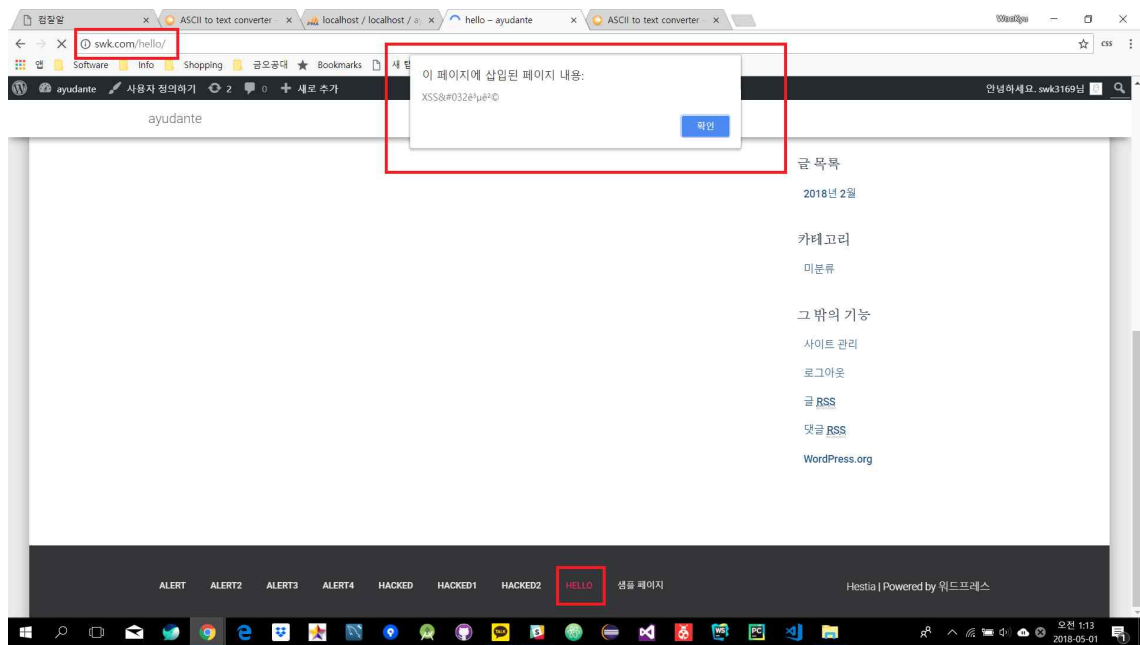 컴잘알
ASCII to text converter
localhost / localhost / a
hello – ayudante
ASCII to text converter
WooKyu
swk.com/hello/
css
앱
Software
Info
Shopping
금오공대
Bookmarks
새 탭
ayudante
사용자 정의하기
2
0
새로 추가
안녕하세요. swk3169님
ayudante
이 페이지에 삽입된 페이지 내용:
XSS&#032ë³µê²©
확인
글 목록
2018년 2월
카테고리
미분류
그 밖의 기능
사이트 관리
로그아웃
글 RSS
댓글 RSS
WordPress.org
ALERT
ALERT2
ALERT3
ALERT4
HACKED
HACKED1
HACKED2
HELLO
샘플 페이지
Hestia | Powered by 워드프레스
오전 1:13
2018-05-01